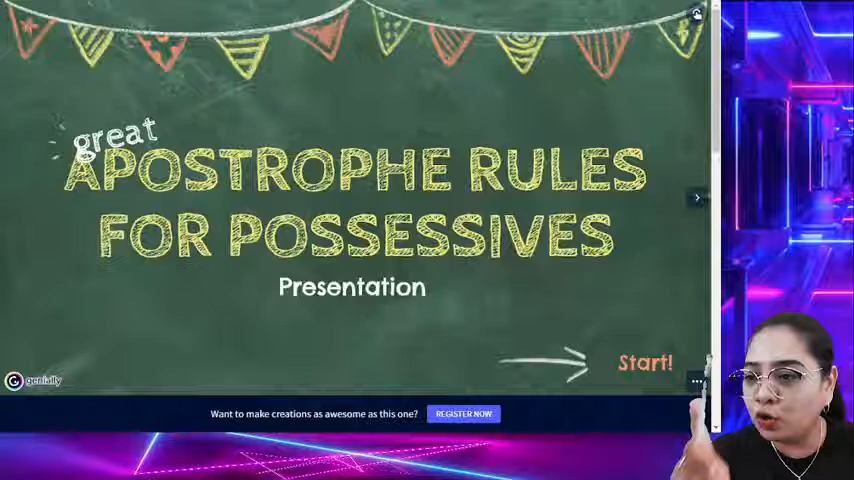 great
APOSTROPHE RULES
FOR POSSESSIVES
Presentation
Start!
genially
Want to make creations as awesome as this one? REGISTER NOW